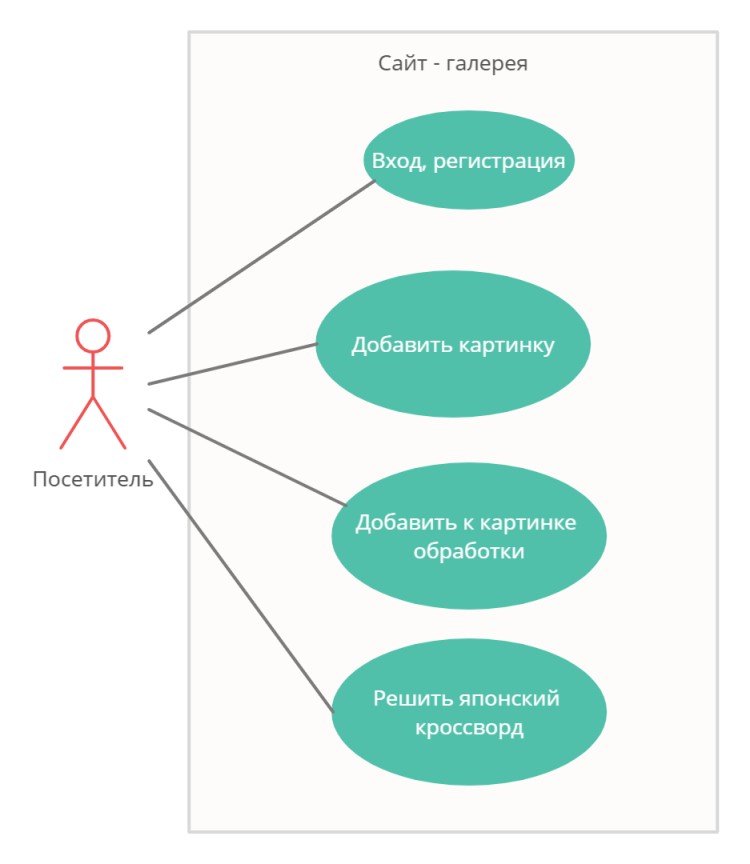 Сайт - галерея
Вход, регистрация
Добавить картинку
Посетитель
Добавить к картинке
обработки
Решить японский
кроссворд